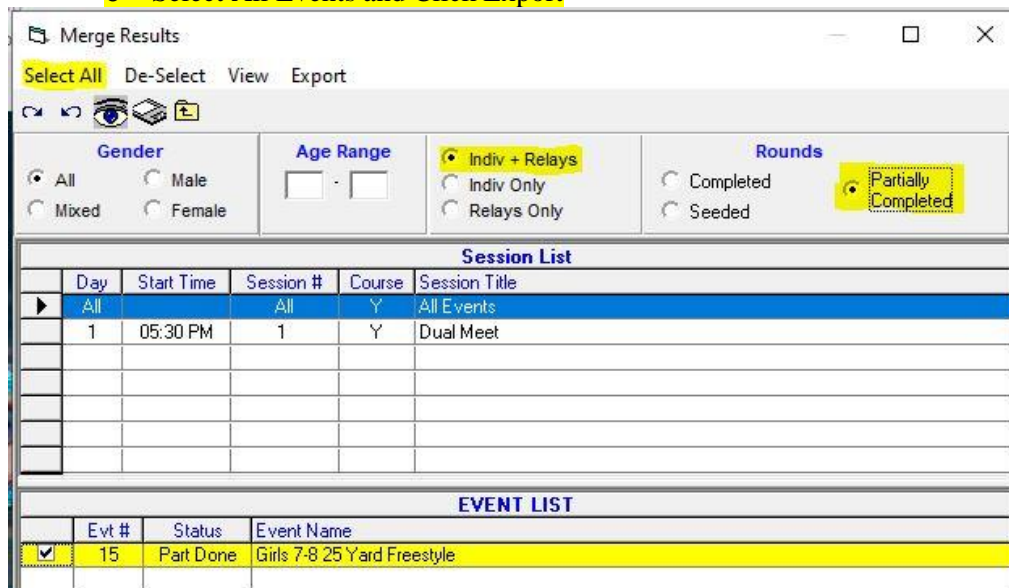 Select All Events and Click Export
Merge Results
Select All De-Select View Export
Gender Age Range Rounds
Indiv + Relays
All Male - Indiv Only Completed Partially
Mixed Female Relays Only Seeded Completed
Session List
Day Start Time Session # Course Session Title
All All Y All Events
1 05:30 PM 1 Y Dual Meet
EVENT LIST
Evt # Status Event Name
15 Part Done Girls 7-8 25 Yard Freestyle